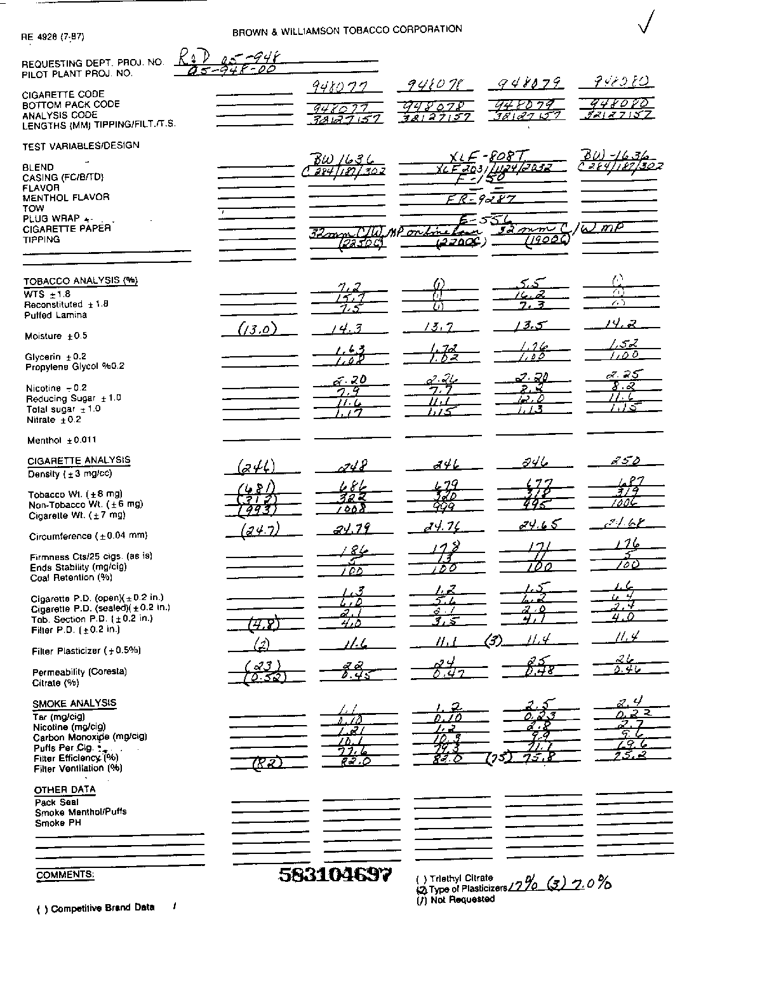 RE 4928 (7-87)
BROWN & WILLIAMSON TOBACCO CORPORATION
REQUESTING DEPT. PROJ. NO. R&D 05-948
PILOT PLANT PROJ. NO. 05-948-00
CIGARETTE CODE 948077 948078 948079 948080
BOTTOM PACK CODE
ANALYSIS CODE 948077 948078 948079 948080
LENGTHS (MM) TIPPING/FILT./T.S. 38127157 38127157 38127157 38127157
TEST VARIABLES/DESIGN
BLEND BW 1636 XLF-808T BW-1636
CASING (FC/B/TD) C284/187/302 XLF2031/1124/2032 C284/187/302
FLAVOR F-150
MENTHOL FLAVOR
TOW FR-9287
PLUG WRAP
CIGARETTE PAPER E-556
TIPPING 32mm C/W MP online laser 32 mm C/W MP
(2250C) (2200C) (1900C)
TOBACCO ANALYSIS (%)
WTS ±1.8 7.2 (1) 5.5 (1)
Reconstituted ±1.8 15.7 (1) 16.2 (1)
Puffed Lamina 7.5 (1) 7.3 (1)
Moisture ±0.5 (13.0) 14.3 13.7 13.5 14.2
Glycerin ±0.2 1.63 1.72 1.76 1.52
Propylene Glycol %0.2 1.08 1.02 1.00 1.00
Nicotine ÷0.2 2.20 2.26 2.20 2.25
Reducing Sugar ±1.0 7.9 7.7 8.2
Total sugar ±1.0 11.6 11.1 12.0 11.6
Nitrate ±0.2 1.17 1.15 1.13 1.15
Menthol ±0.011
CIGARETTE ANALYSIS
Density (±3 mg/cc) (246) 248 246 246 250
Tobacco Wt. (±8 mg) (681) 686 679 677 687
Non-Tobacco Wt. (±6 mg) (312) 322 320 318 319
Cigarette Wt. (±7 mg) (993) 1008 999 995 1006
Circumference (±0.04 mm) (24.7) 24.79 24.76 24.65 24.68
Firmness Cts/25 cigs. (as is) 186 178 171 176
Ends Stability (mg/cig) 5 13 11 5
Coal Retention (%) 100 100 100 100
Cigarette P.D. (open)(±0.2 in.) 1.3 1.2 1.5 1.6
Cigarette P.D. (sealed)(±0.2 in.) 6.0 5.6 6.2 6.4
Tob. Section P.D. (±0.2 in.) 2.1 2.1 2.0 2.4
Filter P.D. (±0.2 in.) (4.8) 4.0 3.5 4.1 4.0
Filter Plasticizer (±0.5%) (2) 11.6 11.1 (3) 11.4 11.4
Permeability (Coresta) (23) 22 24 25 26
Citrate (%) (0.52) 0.45 0.47 0.48 0.46
SMOKE ANALYSIS
Tar (mg/cig) 1.1 1.2 2.5 2.4
Nicotine (mg/cig) 0.10 0.10 0.23 0.22
Carbon Monoxide (mg/cig) 1.21 1.2 2.8 2.7
Puffs Per Cig. 10.1 10.3 9.9 9.6
Filter Efficiency (%) 77.6 74.3 71.1 69.6
Filter Ventilation (%) (82) 82.0 82.0 (75) 75.8 75.2
OTHER DATA
Pack Seal
Smoke Menthol/Puffs
Smoke PH
COMMENTS:
583104697
( ) Triethyl Citrate
(2) Type of Plasticizers 17% (3) 7.0%
(1) Not Requested
( ) Competitive Brand Data